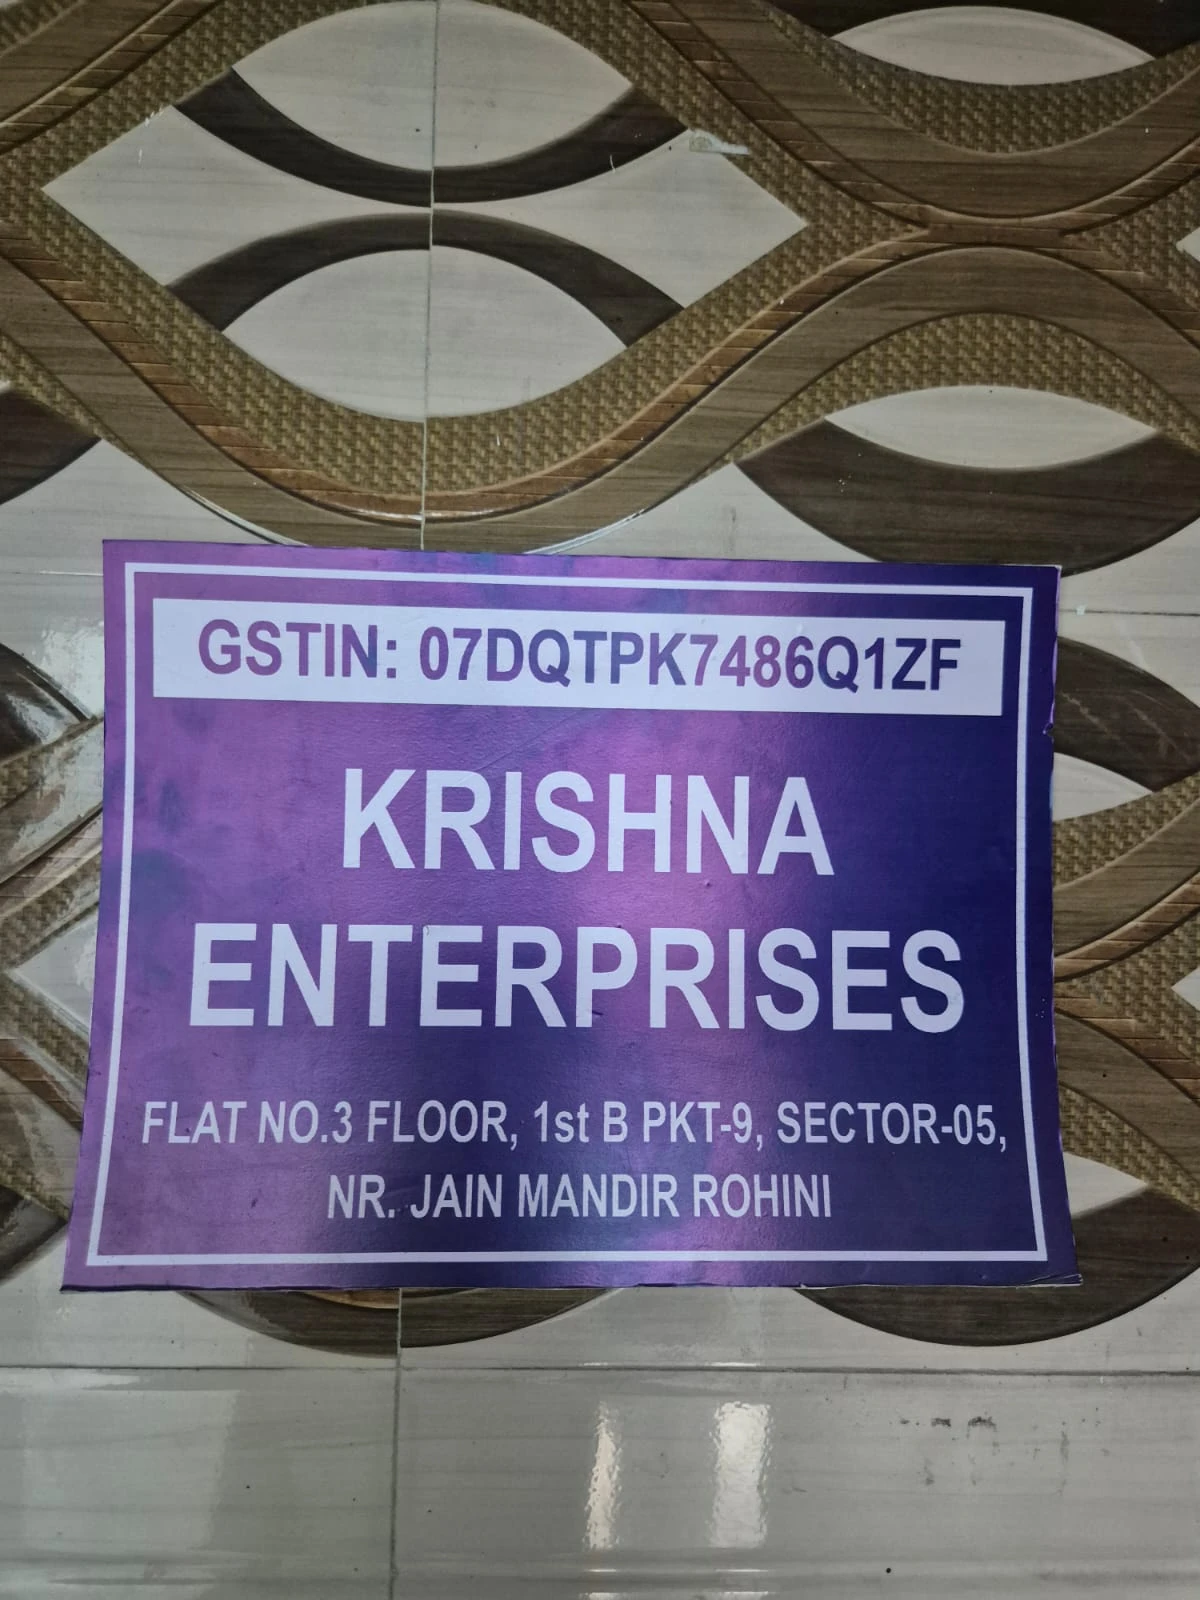 GSTIN: 07DQTPK7486Q1ZF
KRISHNA
ENTERPRISES
FLAT NO.3 FLOOR, 1st B PKT-9, SECTOR-05,
NR. JAIN MANDIR ROHINI